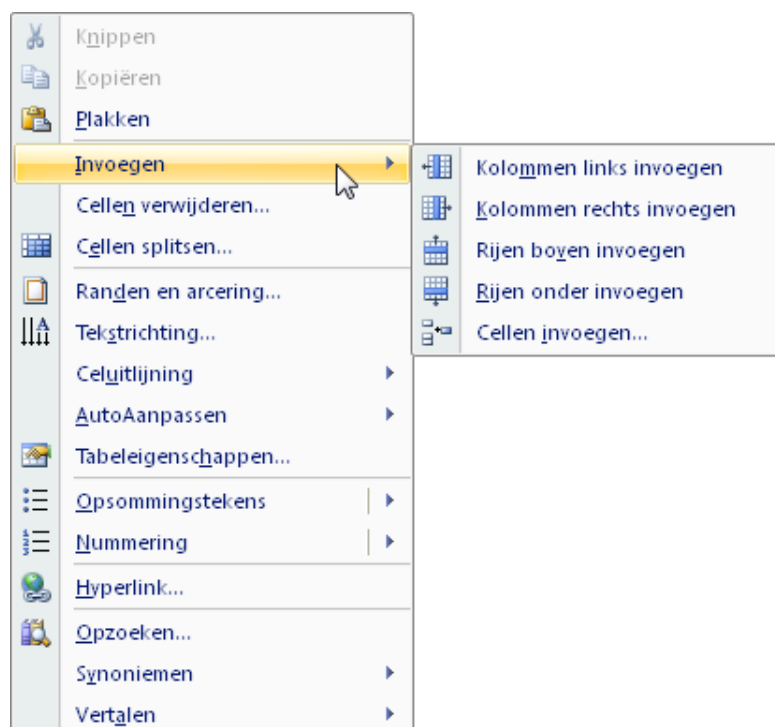 Knippen
Kopiëren
Plakken
Invoegen
Cellen verwijderen...
Cellen splitsen...
Randen en arcering...
Tekstrichting...
Celuitlijning
AutoAanpassen
Tabeleigenschappen...
Opsommingstekens
Nummering
Hyperlink...
Opzoeken...
Synoniemen
Vertalen
Kolommen links invoegen
Kolommen rechts invoegen
Rijen boven invoegen
Rijen onder invoegen
Cellen invoegen...